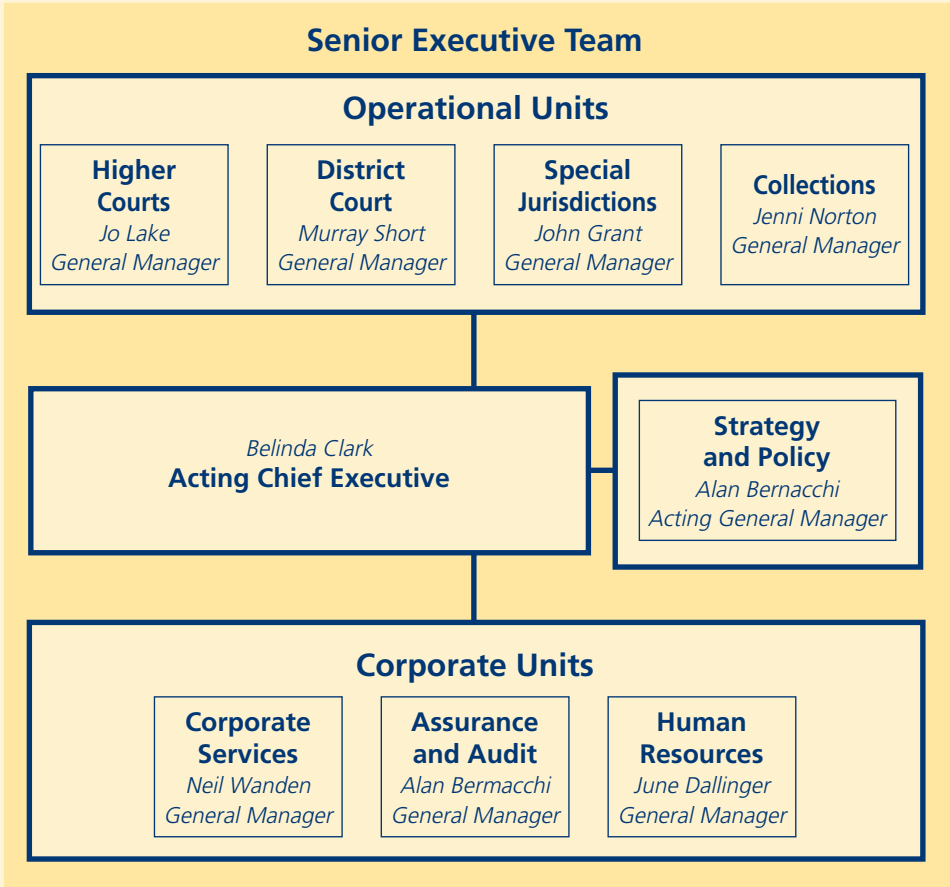 Senior Executive Team
Operational Units
Higher
Courts
Jo Lake
General Manager
District
Court
Murray Short
General Manager
Special
Jurisdictions
John Grant
General Manager
Collections
Jenni Norton
General Manager
Belinda Clark
Acting Chief Executive
Strategy
and Policy
Alan Bernacchi
Acting General Manager
Corporate Units
Corporate
Services
Neil Wanden
General Manager
Assurance
and Audit
Alan Bermacchi
General Manager
Human
Resources
June Dallinger
General Manager